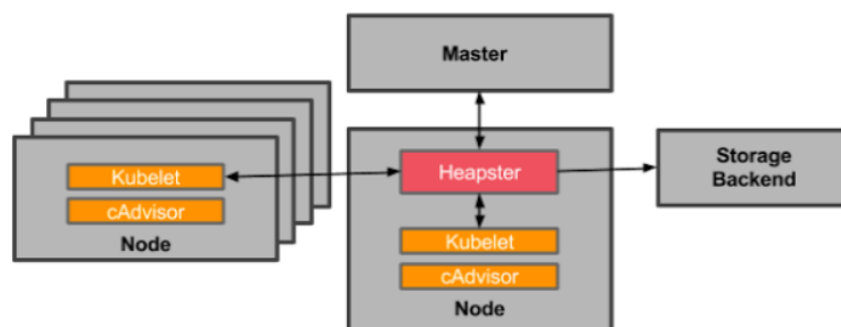 Master
Kubelet
cAdvisor
Node
Heapster
Kubelet
cAdvisor
Node
Storage
Backend